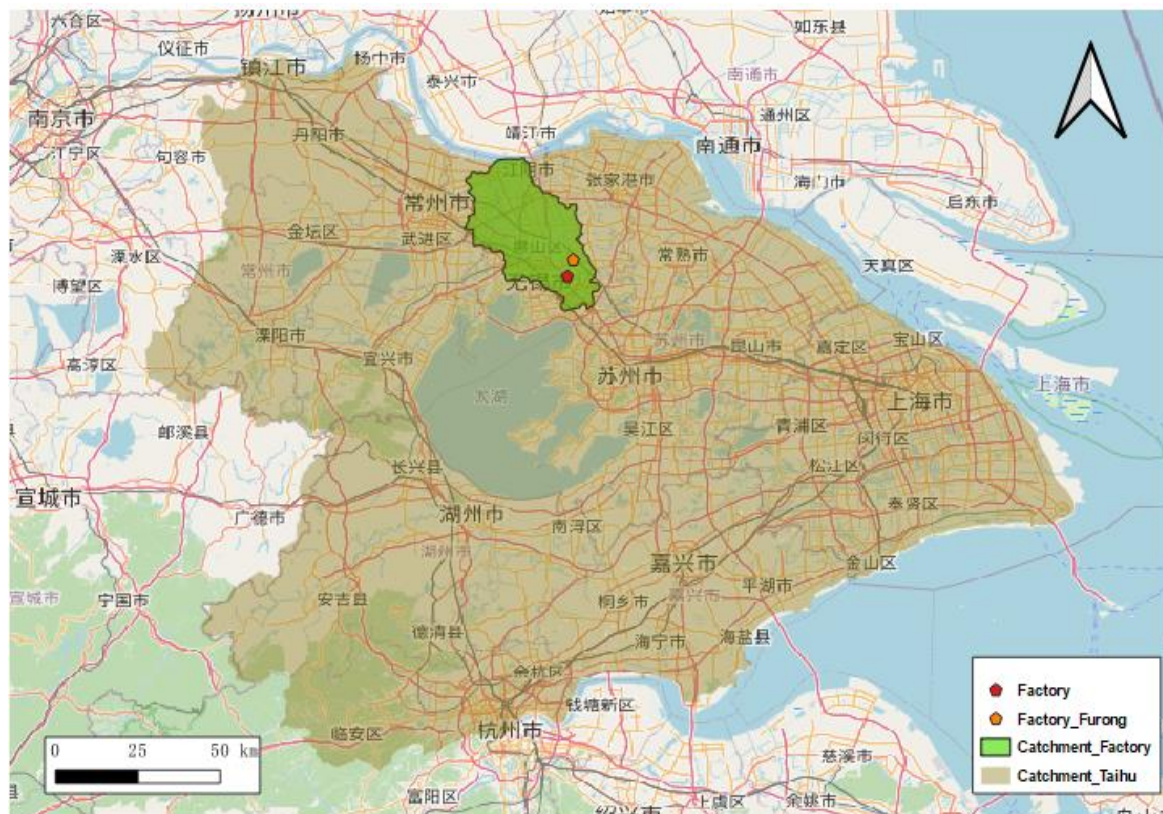 六合区
扬州市
如东县
仪征市
扬中市
镇江市
泰兴市
南通市
南京市
通州区
丹阳市
靖江市
南通市
江宁区
句容市
江阴市
张家港市
海门市
启东市
常州市
金坛区
武进区
常熟市
溧水区
常州市
天真区
博望区
溧阳市
宜兴市
苏州市
昆山市
嘉定区
宝山区
高淳区
苏州市
上海市
太湖
上海市
吴江区
青浦区
闵行区
郎溪县
长兴县
松江区
宣城市
广德市
湖州市
南浔区
奉贤区
湖州市
嘉兴市
金山区
宣城市
宁国市
安吉县
桐乡市
嘉兴市
平湖市
德清县
海宁市
海盐县
余杭区
钱塘新区
临安区
杭州市
慈溪市
富阳区
上虞区
余姚市
绍兴市
0 25 50 km
Factory
Factory_Furong
Catchment_Factory
Catchment_Taihu